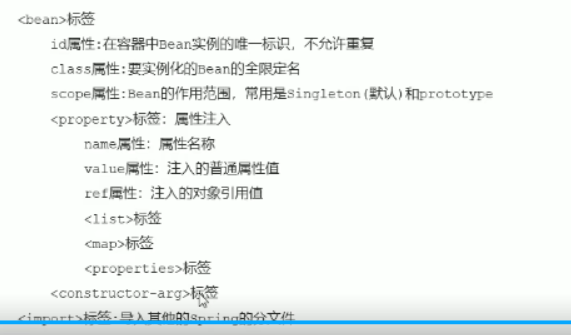 <bean>标签
id属性:在容器中Bean实例的唯一标识，不允许重复
class属性:要实例化的Bean的全限定名
scope属性:Bean的作用范围，常用是Singleton(默认)和prototype
<property>标签：属性注入
name属性：属性名称
value属性：注入的普通属性值
ref属性：注入的对象引用值
<list>标签
<map>标签
<properties>标签
<constructor-arg>标签
<import>标签:导入其他的Spring的分文件